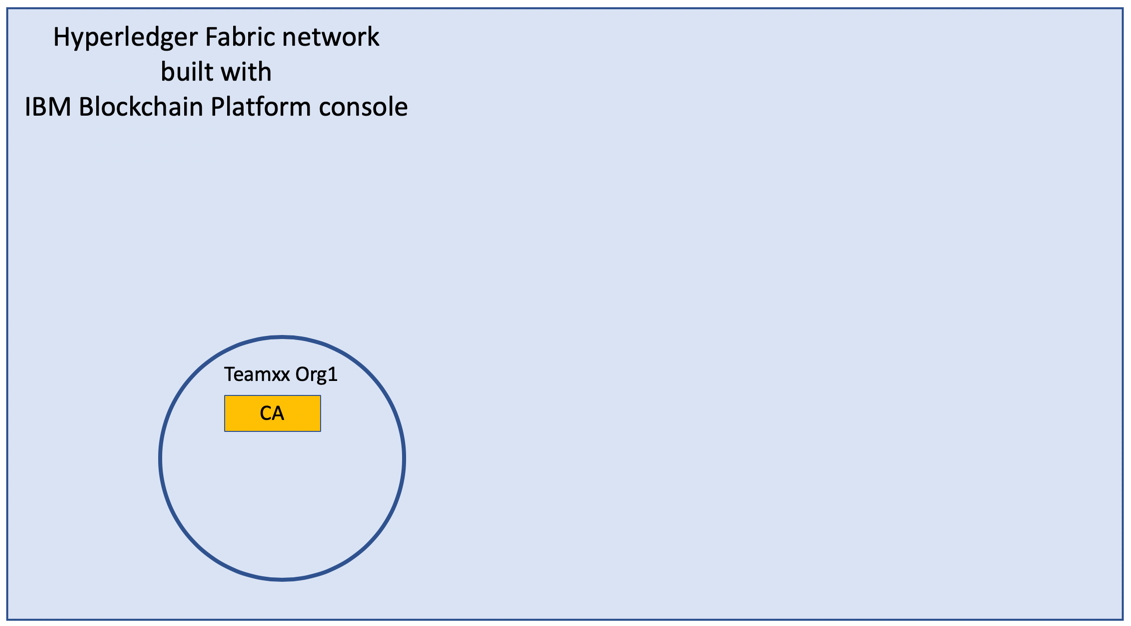 Hyperledger Fabric network
built with
IBM Blockchain Platform console
Teamxx Org1
CA